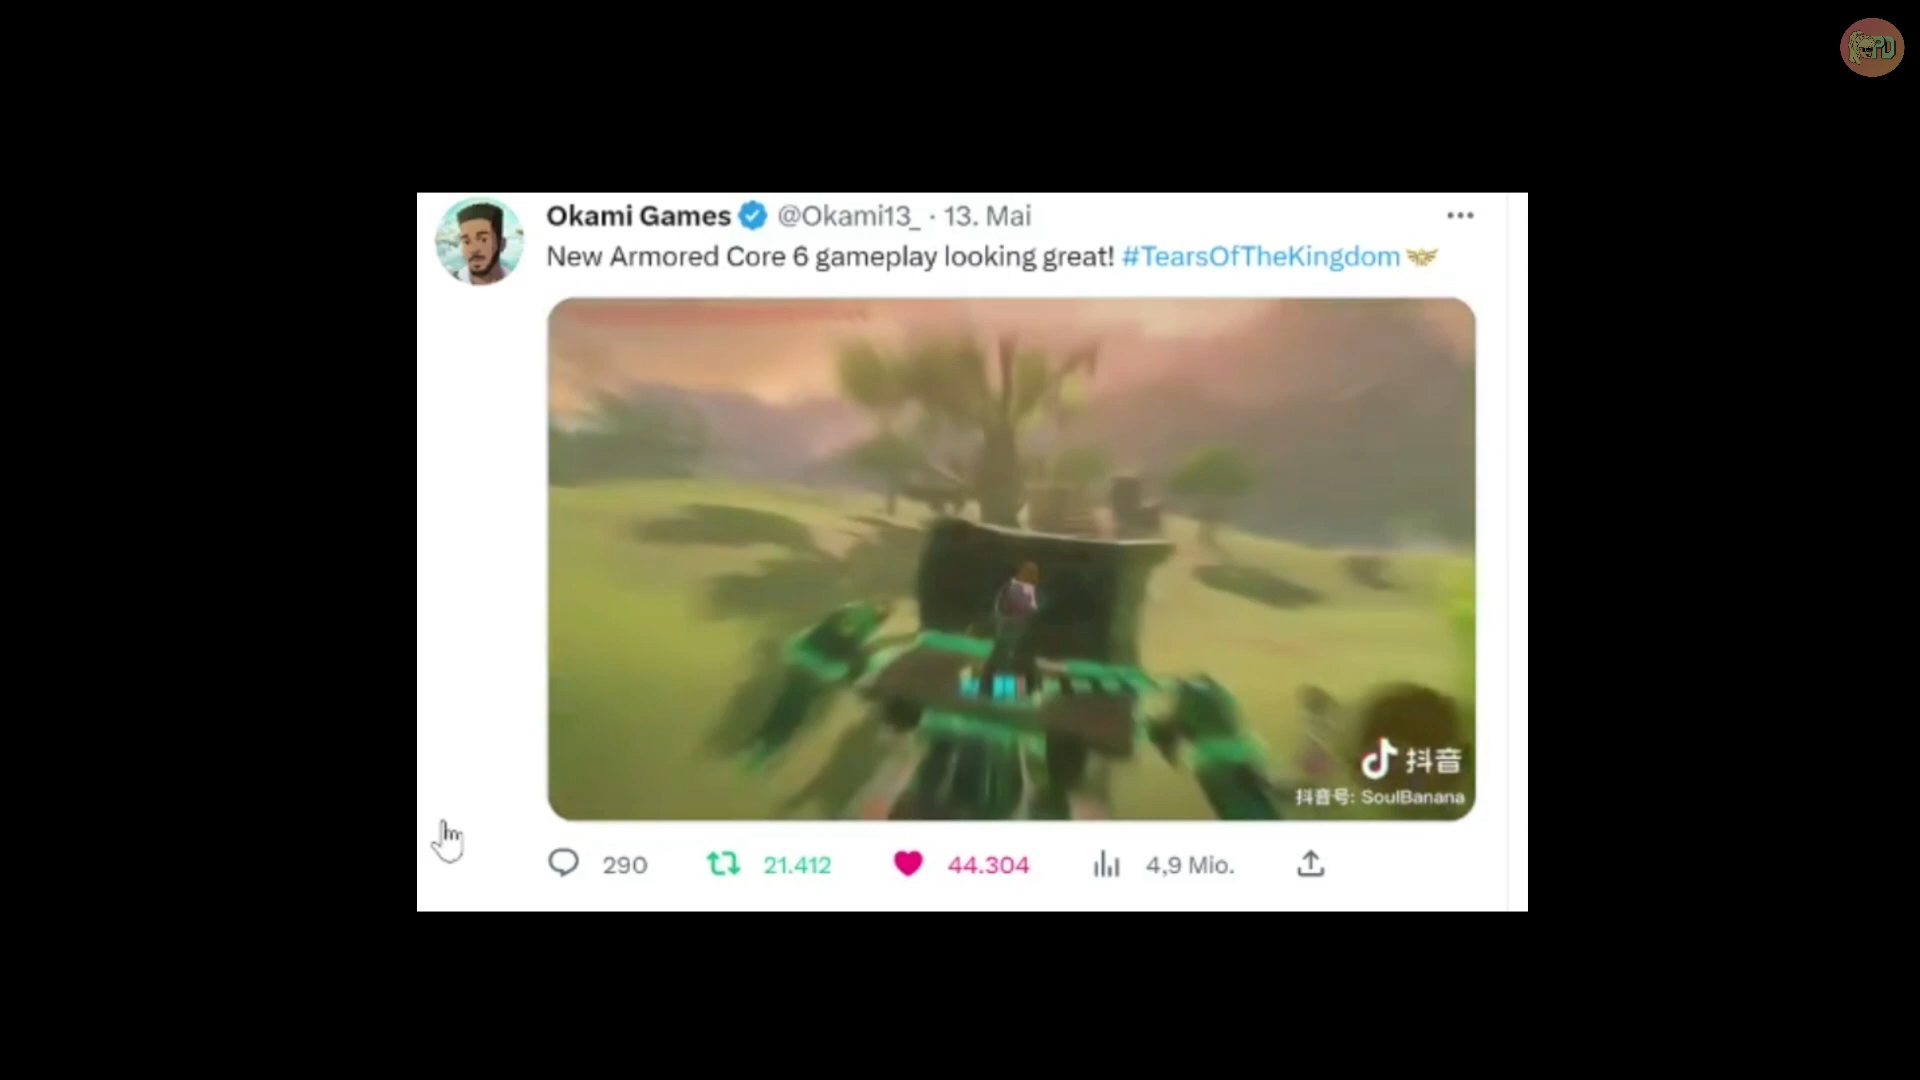 PD
Okami Games @Okami13_ · 13. Mai
New Armored Core 6 gameplay looking great! #TearsOfTheKingdom
抖音
抖音号: SoulBanana
290 21.412 44.304 4,9 Mio.